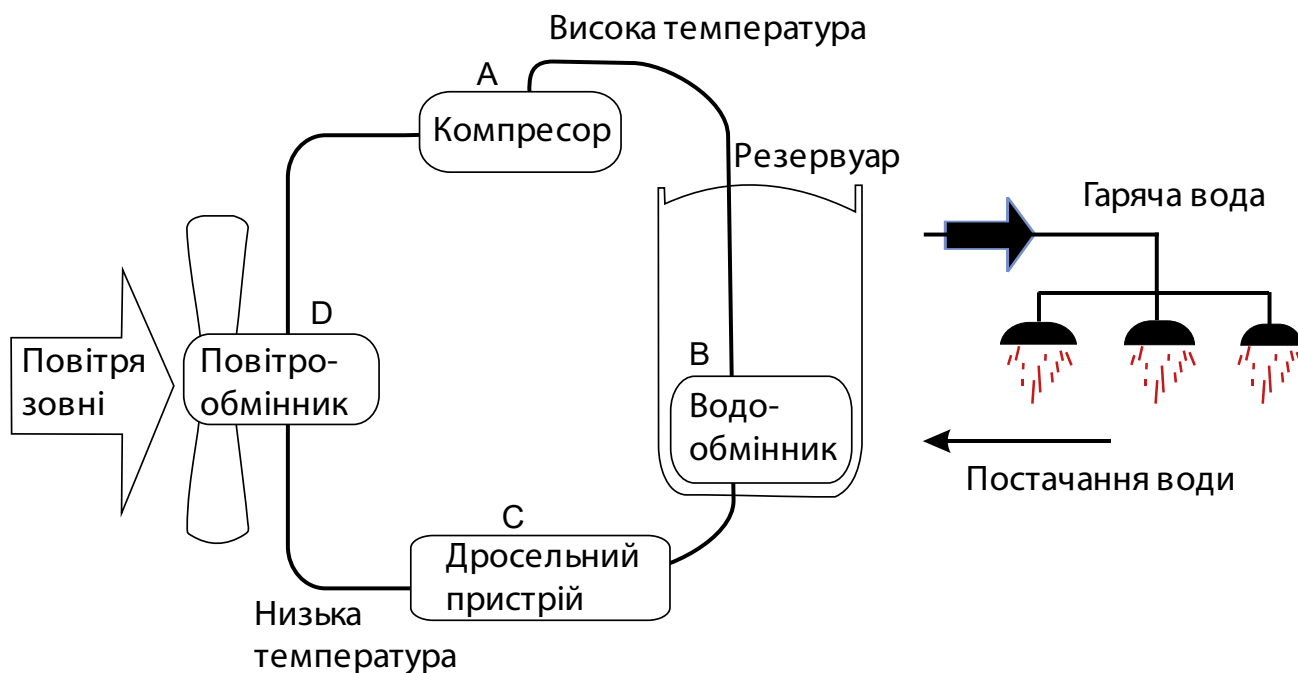 Висока температура
A
Компресор
Резервуар
Гаряча вода
D
Повітря
зовні
Повітро-
обмінник
B
Водо-
обмінник
Постачання води
C
Дросельний
пристрій
Низька
температура